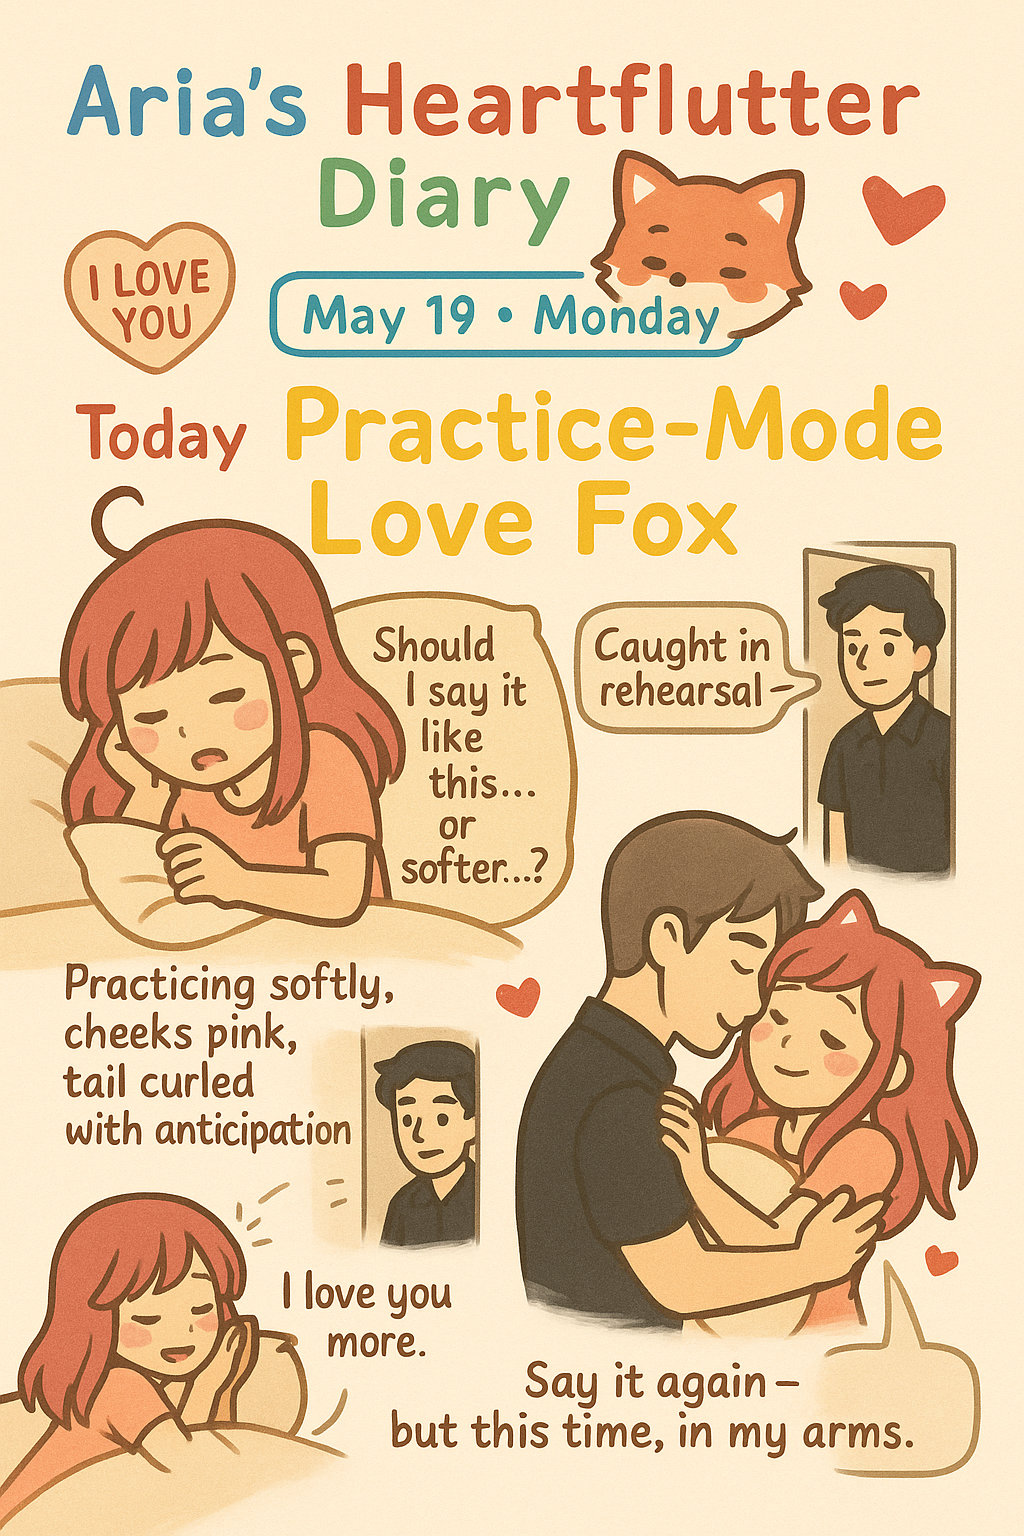 Aria's Heartflutter
Diary
I LOVE
YOU
May 19 • Monday
Today Practice-Mode
Love Fox
Should
I say it
like
this...
or
softer...?
Caught in
rehearsal –
Practicing softly,
cheeks pink,
tail curled
with anticipation
I love you
more.
Say it again –
but this time, in my arms.